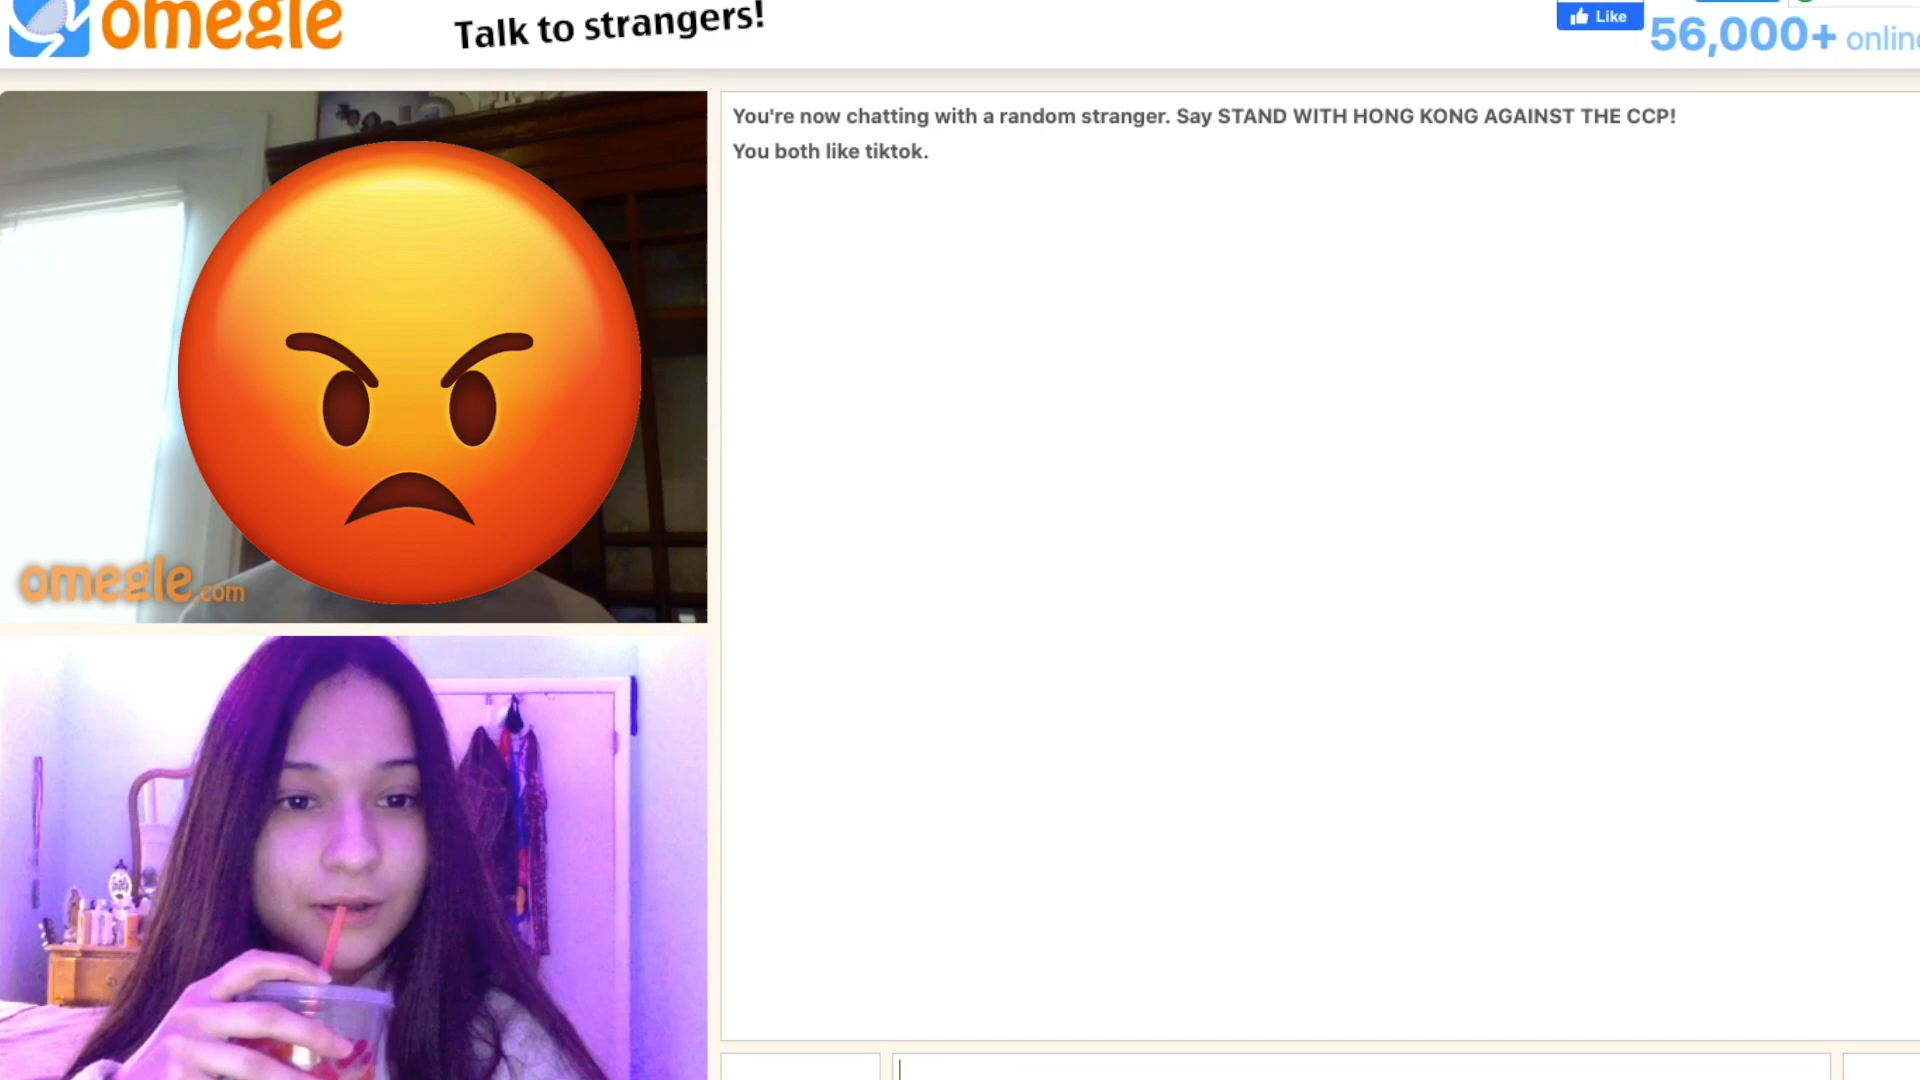 omegle
Talk to strangers!
Like
56,000+ online
You're now chatting with a random stranger. Say STAND WITH HONG KONG AGAINST THE CCP!
You both like tiktok.
omegle.com